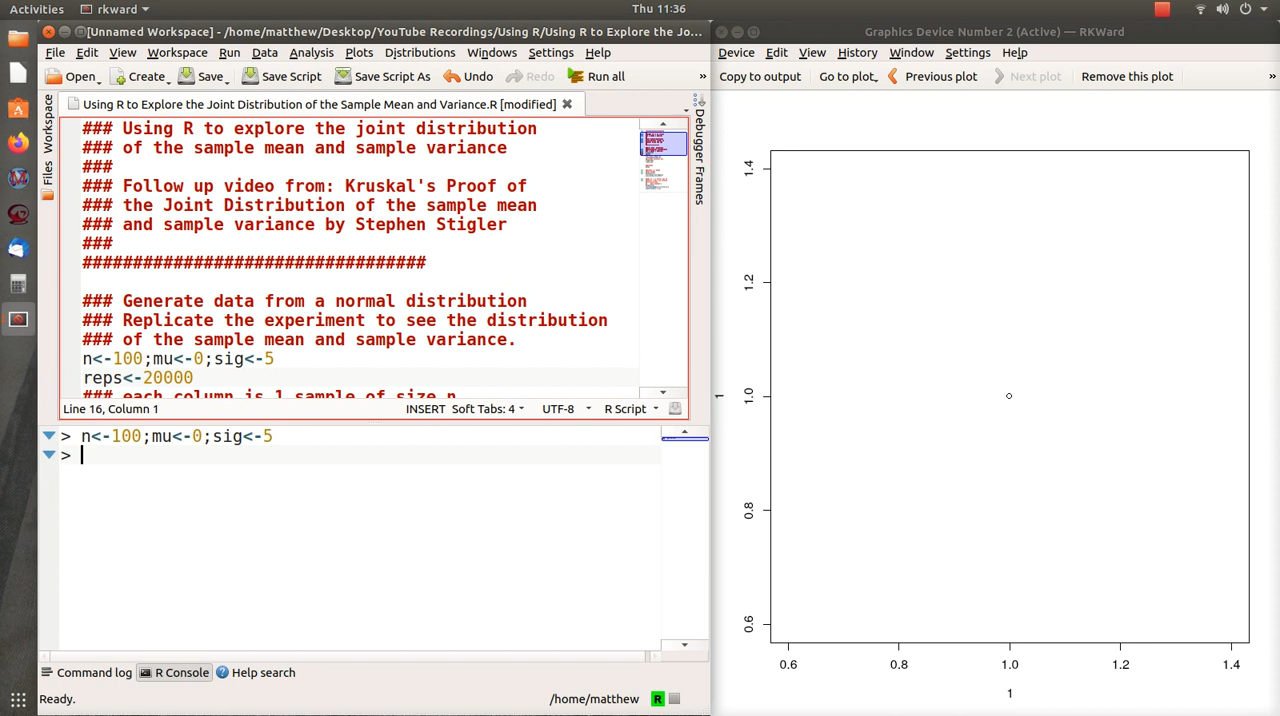 Activities
rkward
Thu 11:36
[Unnamed Workspace] - /home/matthew/Desktop/YouTube Recordings/Using R/Using R to Explore the Joi…
Graphics Device Number 2 (Active) — RKWard
File Edit View Workspace Run Data Analysis Plots Distributions Windows Settings Help
Device Edit View History Window Settings Help
Open Create Save Save Script Save Script As Undo Redo Run all »
Copy to output Go to plot Previous plot Next plot Remove this plot »
Using R to Explore the Joint Distribution of the Sample Mean and Variance.R [modified]
Workspace
Files
Debugger Frames
### Using R to explore the joint distribution
### of the sample mean and sample variance
###
### Follow up video from: Kruskal's Proof of
### the Joint Distribution of the sample mean
### and sample variance by Stephen Stigler
###
##################################
### Generate data from a normal distribution
### Replicate the experiment to see the distribution
### of the sample mean and sample variance.
n<-100;mu<-0;sig<-5
reps<-20000
### each column is 1 sample of size n
Line 16, Column 1
INSERT Soft Tabs: 4 UTF-8 R Script
> n<-100;mu<-0;sig<-5
>
Command log R Console Help search
Ready.
/home/matthew
R
1.4
1.2
1.0
0.8
0.6
1
0.6 0.8 1.0 1.2 1.4
1